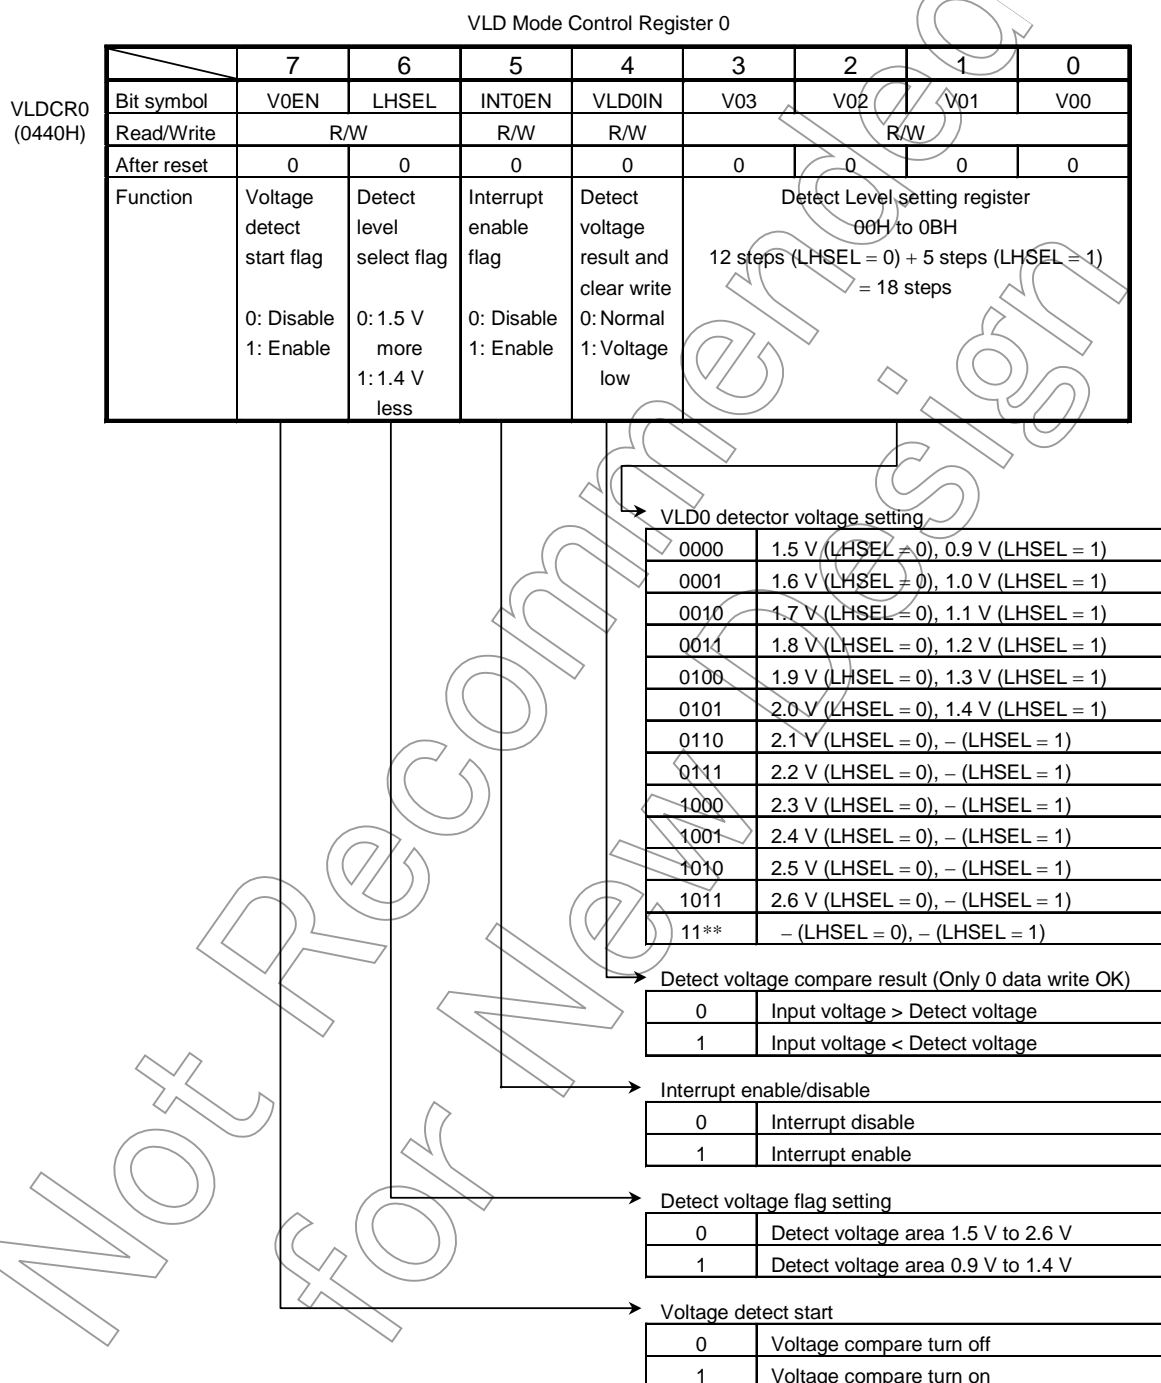 VLD Mode Control Register 0
7 6 5 4 3 2 1 0
VLDCR0
(0440H)
Bit symbol V0EN LHSEL INT0EN VLD0IN V03 V02 V01 V00
Read/Write R/W R/W R/W R/W
After reset 0 0 0 0 0 0 0 0
Function
Voltage
detect
start flag
0: Disable
1: Enable
Detect
level
select flag
0: 1.5 V
more
1: 1.4 V
less
Interrupt
enable
flag
0: Disable
1: Enable
Detect
voltage
result and
clear write
0: Normal
1: Voltage
low
Detect Level setting register
00H to 0BH
12 steps (LHSEL = 0) + 5 steps (LHSEL = 1)
= 18 steps
VLD0 detector voltage setting
0000 1.5 V (LHSEL = 0), 0.9 V (LHSEL = 1)
0001 1.6 V (LHSEL = 0), 1.0 V (LHSEL = 1)
0010 1.7 V (LHSEL = 0), 1.1 V (LHSEL = 1)
0011 1.8 V (LHSEL = 0), 1.2 V (LHSEL = 1)
0100 1.9 V (LHSEL = 0), 1.3 V (LHSEL = 1)
0101 2.0 V (LHSEL = 0), 1.4 V (LHSEL = 1)
0110 2.1 V (LHSEL = 0), – (LHSEL = 1)
0111 2.2 V (LHSEL = 0), – (LHSEL = 1)
1000 2.3 V (LHSEL = 0), – (LHSEL = 1)
1001 2.4 V (LHSEL = 0), – (LHSEL = 1)
1010 2.5 V (LHSEL = 0), – (LHSEL = 1)
1011 2.6 V (LHSEL = 0), – (LHSEL = 1)
11** – (LHSEL = 0), – (LHSEL = 1)
Detect voltage compare result (Only 0 data write OK)
0 Input voltage > Detect voltage
1 Input voltage < Detect voltage
Interrupt enable/disable
0 Interrupt disable
1 Interrupt enable
Detect voltage flag setting
0 Detect voltage area 1.5 V to 2.6 V
1 Detect voltage area 0.9 V to 1.4 V
Voltage detect start
0 Voltage compare turn off
1 Voltage compare turn on
Not Recommended
for New Design